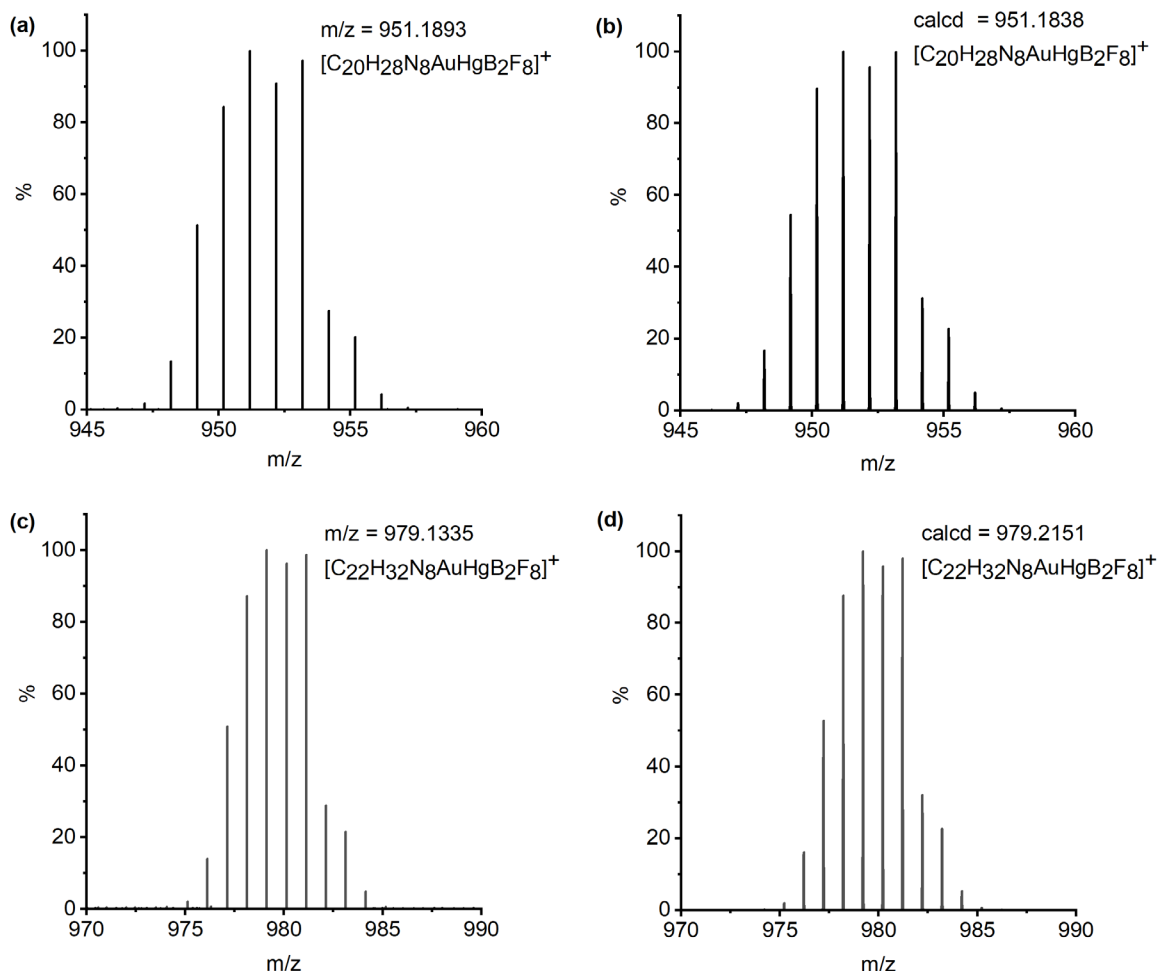 (a)
m/z = 951.1893
[C20H28N8AuHgB2F8]+
100
80
60
40
20
0
%
945
950
955
960
m/z
(b)
calcd = 951.1838
[C20H28N8AuHgB2F8]+
100
80
60
40
20
0
%
945
950
955
960
m/z
(c)
m/z = 979.1335
[C22H32N8AuHgB2F8]+
100
80
60
40
20
0
%
970
975
980
985
990
m/z
(d)
calcd = 979.2151
[C22H32N8AuHgB2F8]+
100
80
60
40
20
0
%
970
975
980
985
990
m/z